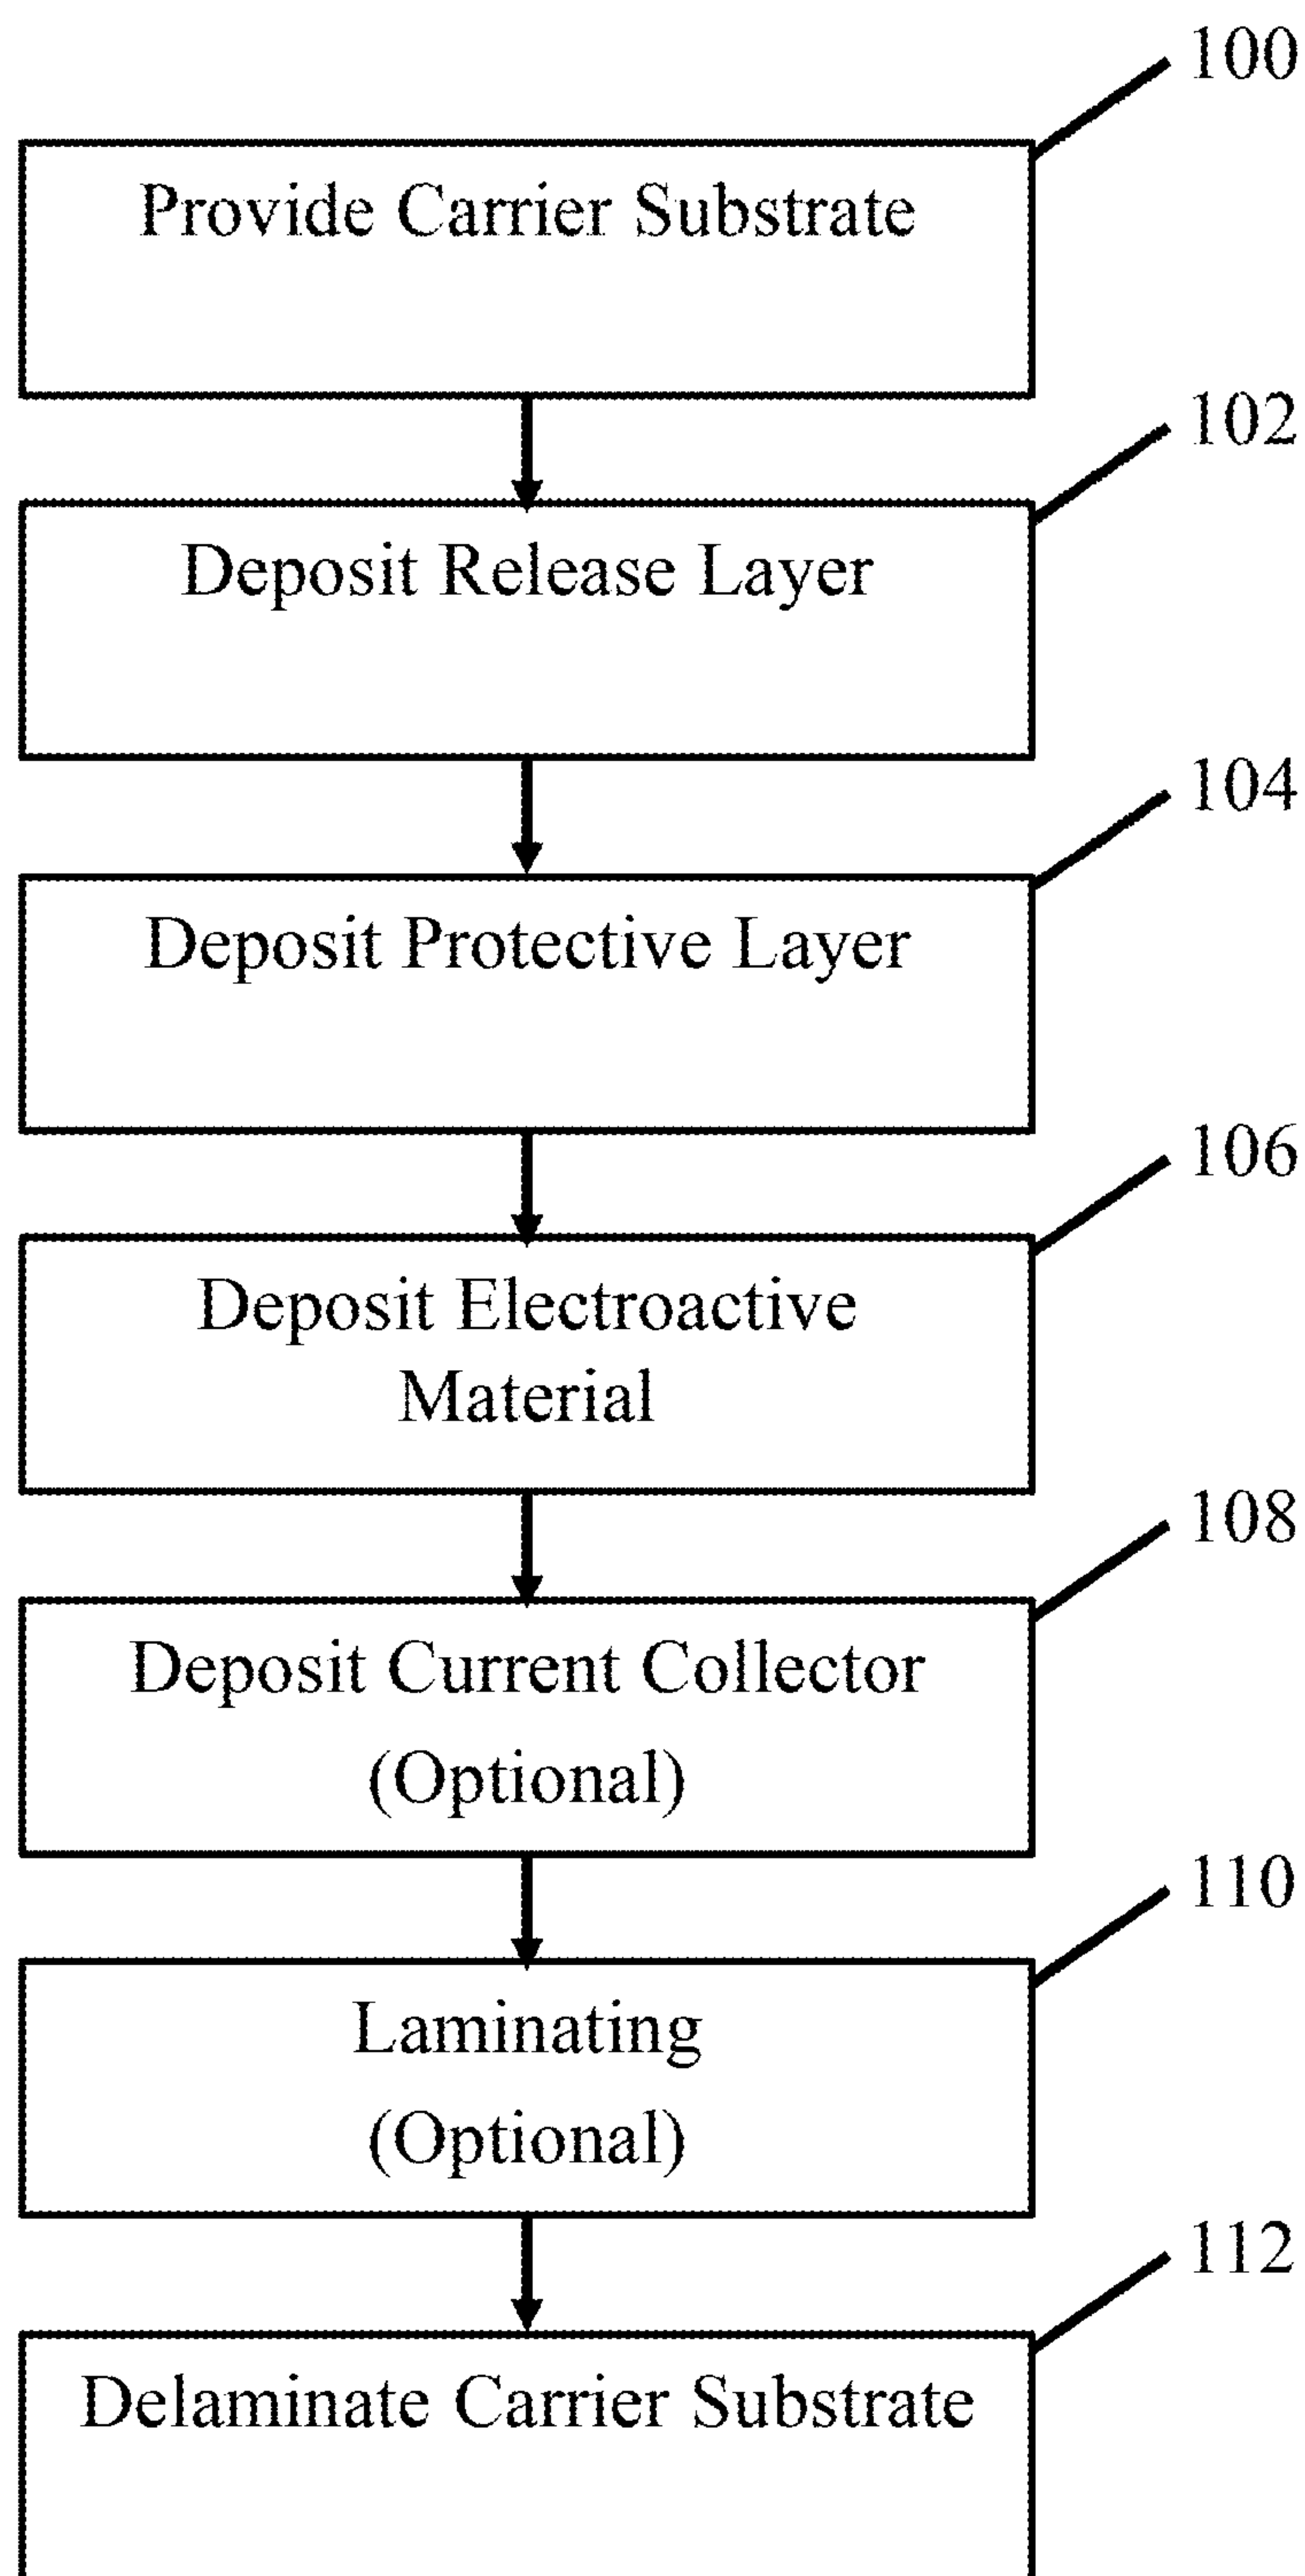 100
Provide Carrier Substrate
102
Deposit Release Layer
104
Deposit Protective Layer
106
Deposit Electroactive
Material
108
Deposit Current Collector
(Optional)
110
Laminating
(Optional)
112
Delaminate Carrier Substrate